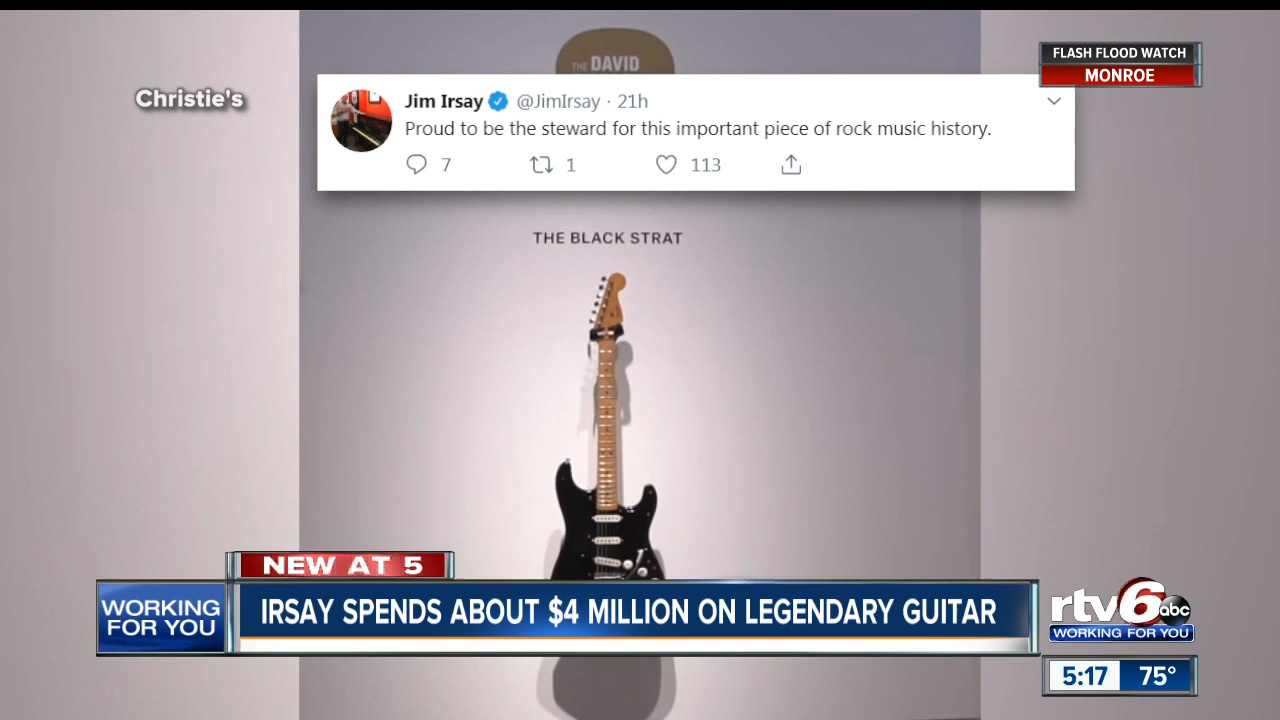 THE DAVID
Christie's
FLASH FLOOD WATCH
MONROE
Jim Irsay @JimIrsay · 21h
Proud to be the steward for this important piece of rock music history.
7 1 113
THE BLACK STRAT
NEW AT 5
WORKING
FOR YOU
IRSAY SPENDS ABOUT $4 MILLION ON LEGENDARY GUITAR
rtv6 abc
WORKING FOR YOU
5:17 75°